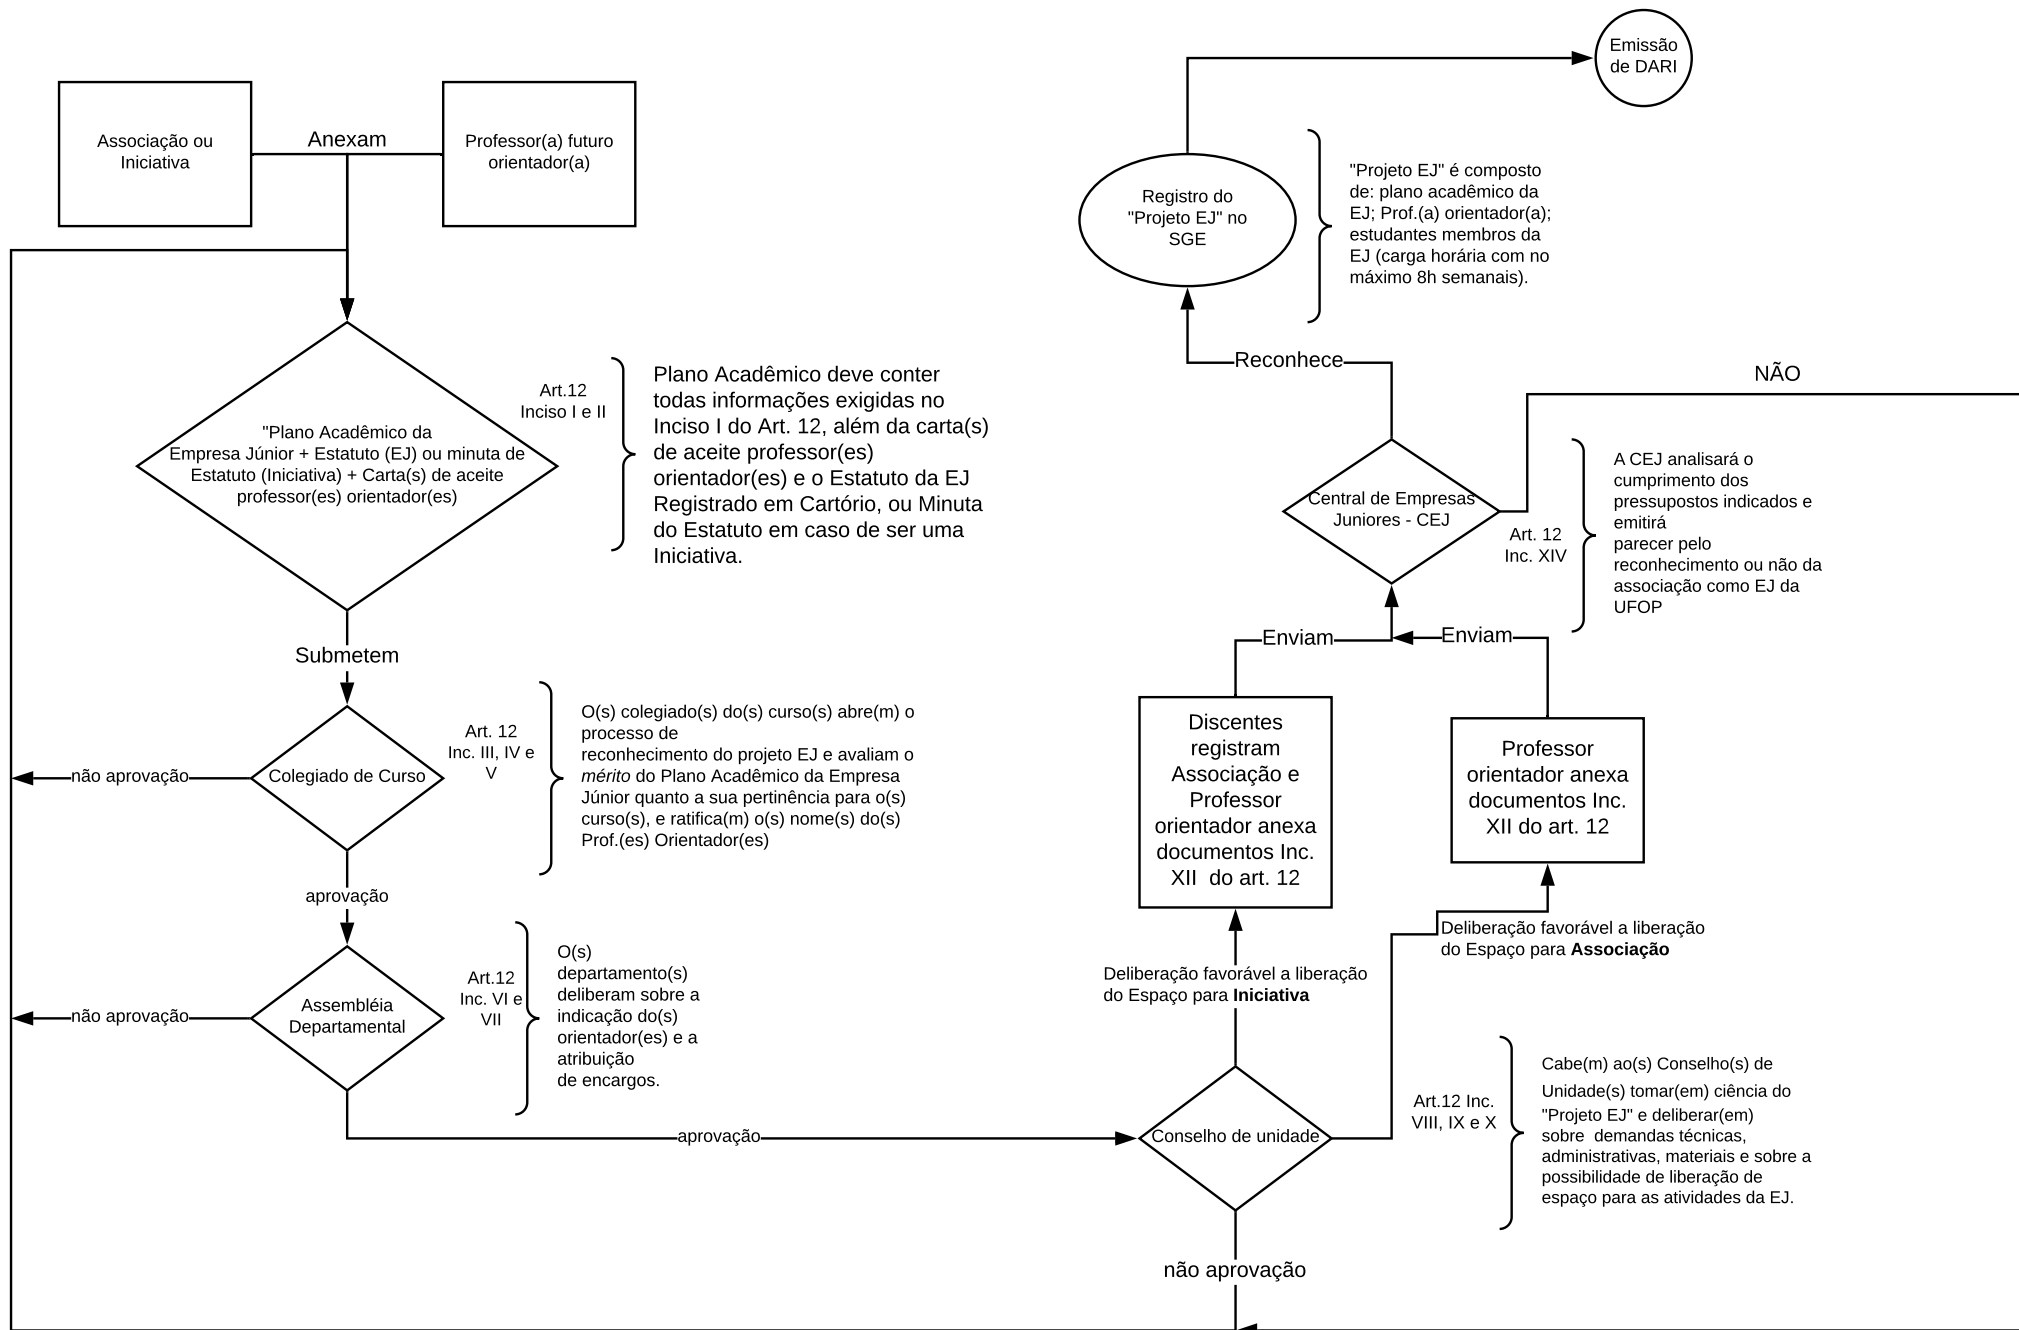 Associação ou
Iniciativa
Anexam
Professor(a) futuro
orientador(a)
"Plano Acadêmico da
Empresa Júnior + Estatuto (EJ) ou minuta de
Estatuto (Iniciativa) + Carta(s) de aceite
professor(es) orientador(es)
Art.12
Inciso I e II
Plano Acadêmico deve conter
todas informações exigidas no
Inciso I do Art. 12, além da carta(s)
de aceite professor(es)
orientador(es) e o Estatuto da EJ
Registrado em Cartório, ou Minuta
do Estatuto em caso de ser uma
Iniciativa.
Submetem
não aprovação
Colegiado de Curso
Art. 12
Inc. III, IV e
V
O(s) colegiado(s) do(s) curso(s) abre(m) o
processo de
reconhecimento do projeto EJ e avaliam o
mérito do Plano Acadêmico da Empresa
Júnior quanto a sua pertinência para o(s)
curso(s), e ratifica(m) o(s) nome(s) do(s)
Prof.(es) Orientador(es)
aprovação
não aprovação
Assembléia
Departamental
Art.12
Inc. VI e
VII
O(s)
departamento(s)
deliberam sobre a
indicação do(s)
orientador(es) e a
atribuição
de encargos.
aprovação
Conselho de unidade
Art.12 Inc.
VIII, IX e X
Cabe(m) ao(s) Conselho(s) de
Unidade(s) tomar(em) ciência do
"Projeto EJ" e deliberar(em)
sobre  demandas técnicas,
administrativas, materiais e sobre a
possibilidade de liberação de
espaço para as atividades da EJ.
não aprovação
Deliberação favorável a liberação
do Espaço para Iniciativa
Deliberação favorável a liberação
do Espaço para Associação
Discentes
registram
Associação e
Professor
orientador anexa
documentos Inc.
XII  do art. 12
Professor
orientador anexa
documentos Inc.
XII do art. 12
Enviam
Enviam
Central de Empresas
Juniores - CEJ
Art. 12
Inc. XIV
A CEJ analisará o
cumprimento dos
pressupostos indicados e
emitirá
parecer pelo
reconhecimento ou não da
associação como EJ da
UFOP
NÃO
Reconhece
Registro do
"Projeto EJ" no
SGE
"Projeto EJ" é composto
de: plano acadêmico da
EJ; Prof.(a) orientador(a);
estudantes membros da
EJ (carga horária com no
máximo 8h semanais).
Emissão
de DARI